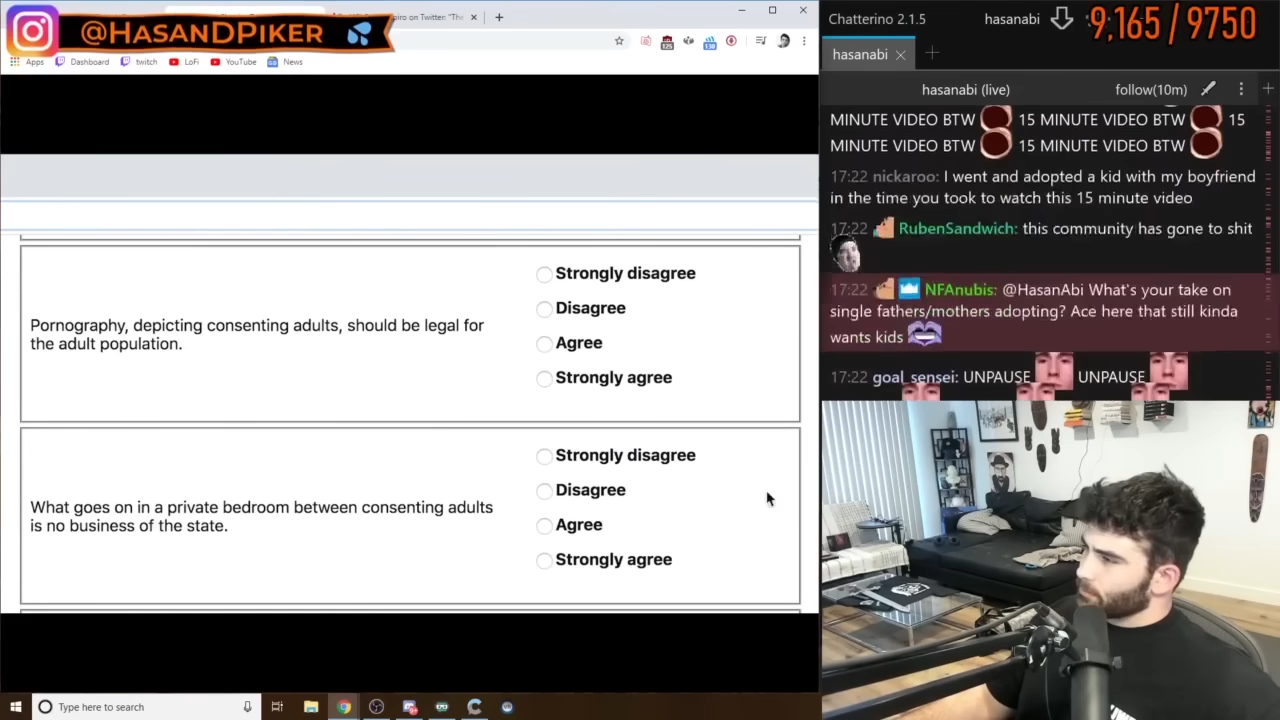 @HASANDPIKER
iro on Twitter: "The
Apps
Dashboard
twitch
LoFi
YouTube
News
125
138
Pornography, depicting consenting adults, should be legal for
the adult population.
Strongly disagree
Disagree
Agree
Strongly agree
What goes on in a private bedroom between consenting adults
is no business of the state.
Strongly disagree
Disagree
Agree
Strongly agree
Type here to search
Chatterino 2.1.5
hasanabi
9,165 / 9750
hasanabi
hasanabi (live)
follow(10m)
MINUTE VIDEO BTW 15 MINUTE VIDEO BTW 15
MINUTE VIDEO BTW 15 MINUTE VIDEO BTW
17:22 nickaroo: I went and adopted a kid with my boyfriend
in the time you took to watch this 15 minute video
17:22 RubenSandwich: this community has gone to shit
17:22 NFAnubis: @HasanAbi What's your take on
single fathers/mothers adopting? Ace here that still kinda
wants kids
17:22 goal_sensei: UNPAUSE UNPAUSE